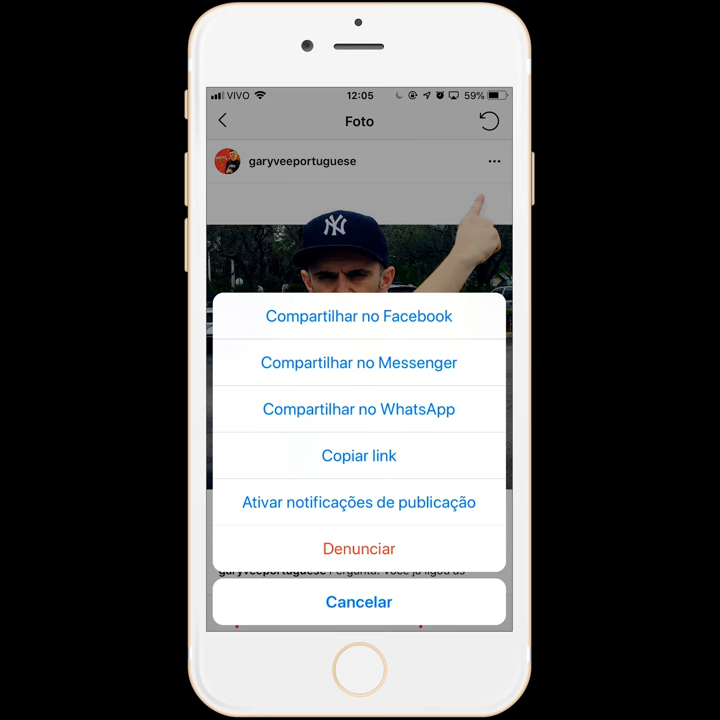 VIVO 12:05 59%
Foto
garyveeportuguese
NY
Compartilhar no Facebook
Compartilhar no Messenger
Compartilhar no WhatsApp
Copiar link
Ativar notificações de publicação
Denunciar
garyveeportuguese Pergunta: Você já ligou as
Cancelar